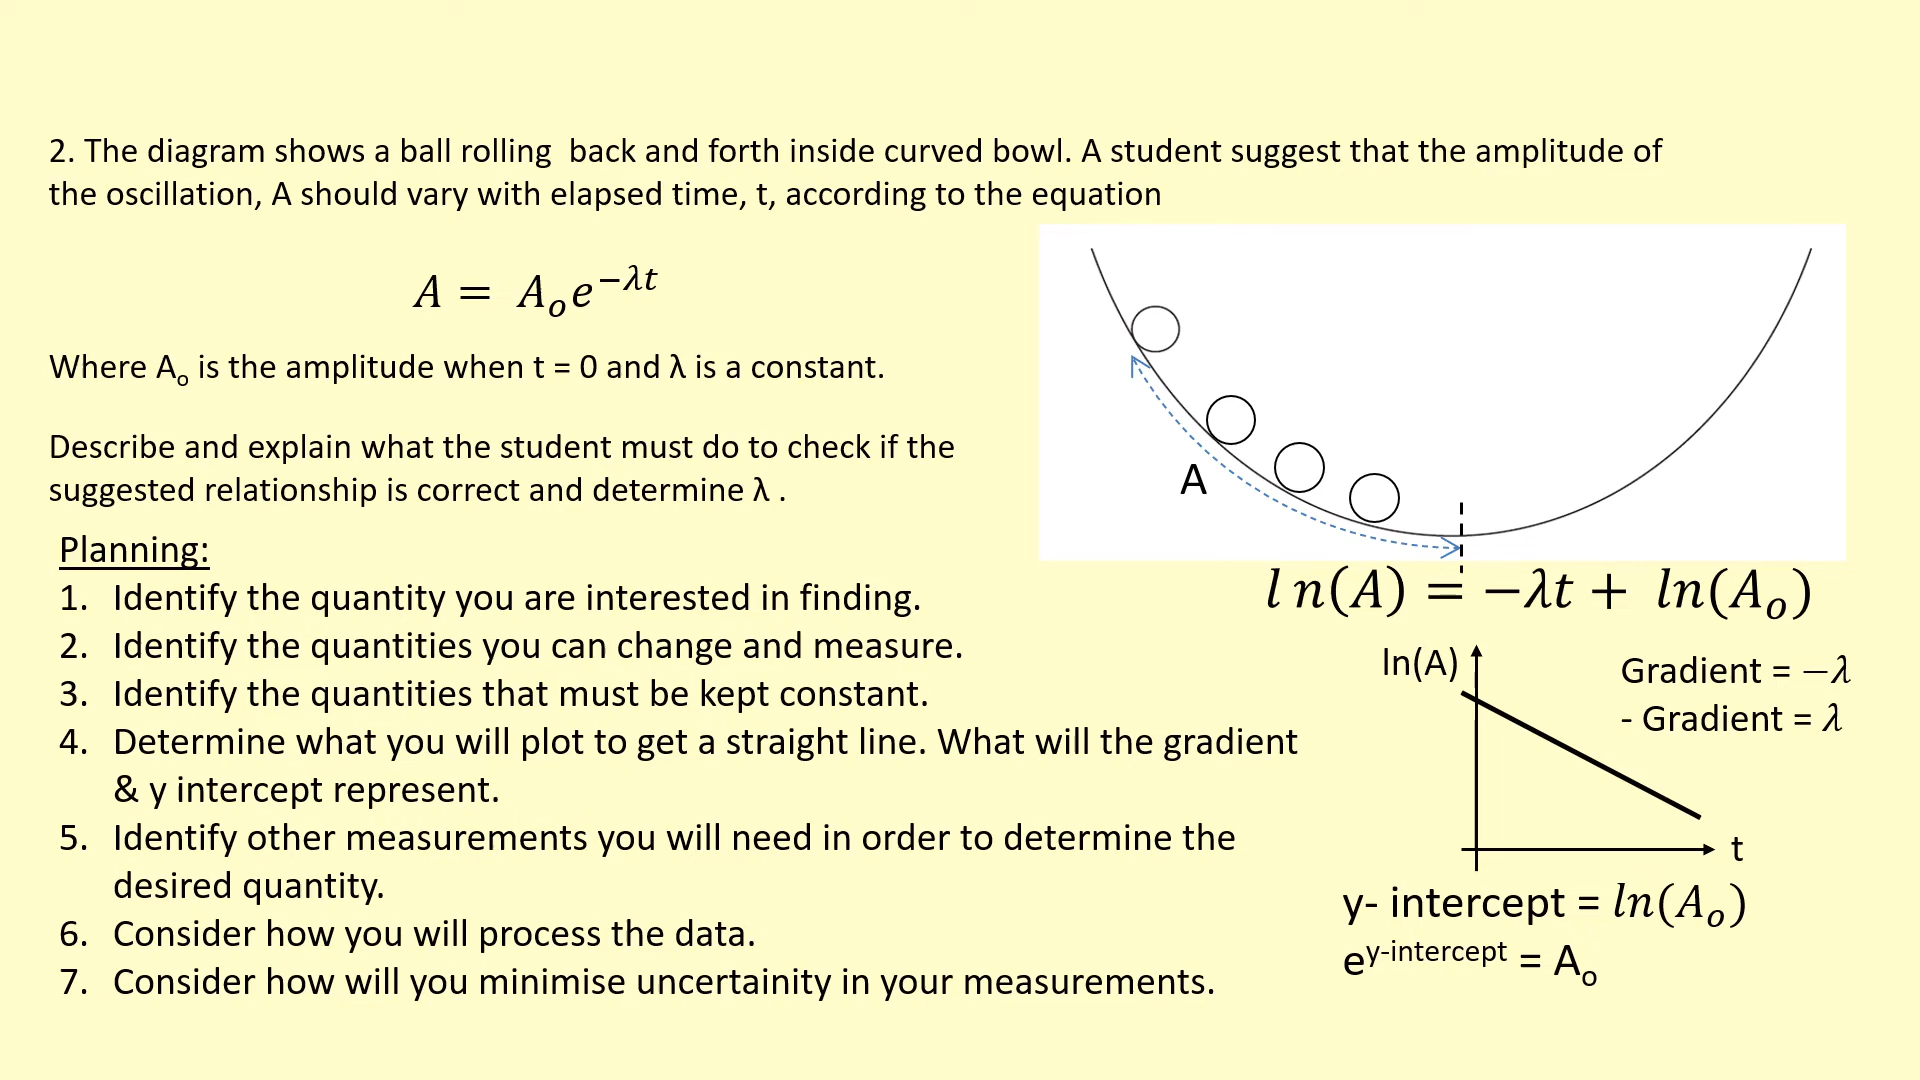 2. The diagram shows a ball rolling  back and forth inside curved bowl. A student suggest that the amplitude of
the oscillation, A should vary with elapsed time, t, according to the equation
A = Aₒe^(−λt)
Where Aₒ is the amplitude when t = 0 and λ is a constant.
Describe and explain what the student must do to check if the
suggested relationship is correct and determine λ .
A
Planning:
1. Identify the quantity you are interested in finding.
2. Identify the quantities you can change and measure.
3. Identify the quantities that must be kept constant.
4. Determine what you will plot to get a straight line. What will the gradient
& y intercept represent.
5. Identify other measurements you will need in order to determine the
desired quantity.
6. Consider how you will process the data.
7. Consider how will you minimise uncertainity in your measurements.
ln(A) = −λt + ln(Aₒ)
ln(A)
t
Gradient = −λ
- Gradient = λ
y- intercept = ln(Aₒ)
e^(y-intercept) = Aₒ